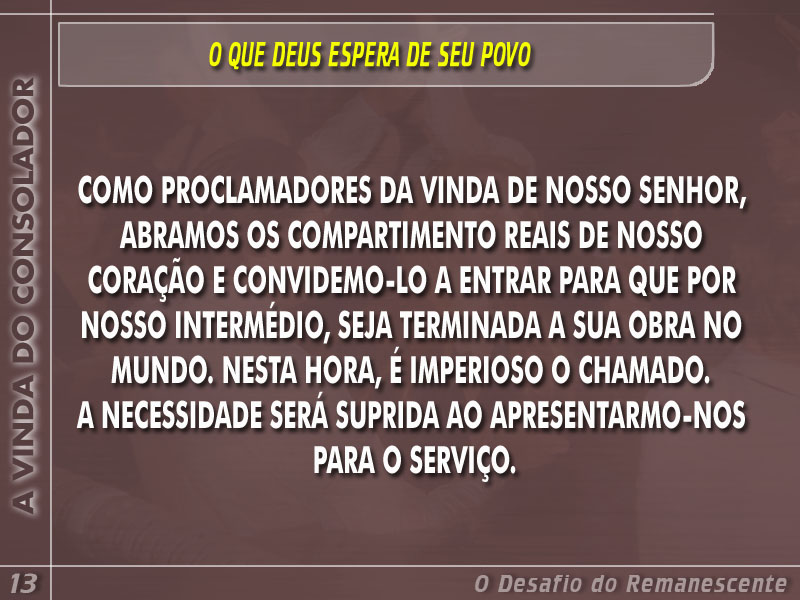 O QUE DEUS ESPERA DE SEU POVO
A VINDA DO CONSOLADOR
COMO PROCLAMADORES DA VINDA DE NOSSO SENHOR,
ABRAMOS OS COMPARTIMENTO REAIS DE NOSSO
CORAÇÃO E CONVIDEMO-LO A ENTRAR PARA QUE POR
NOSSO INTERMÉDIO, SEJA TERMINADA A SUA OBRA NO
MUNDO. NESTA HORA, É IMPERIOSO O CHAMADO.
A NECESSIDADE SERÁ SUPRIDA AO APRESENTARMO-NOS
PARA O SERVIÇO.
13
O Desafio do Remanescente